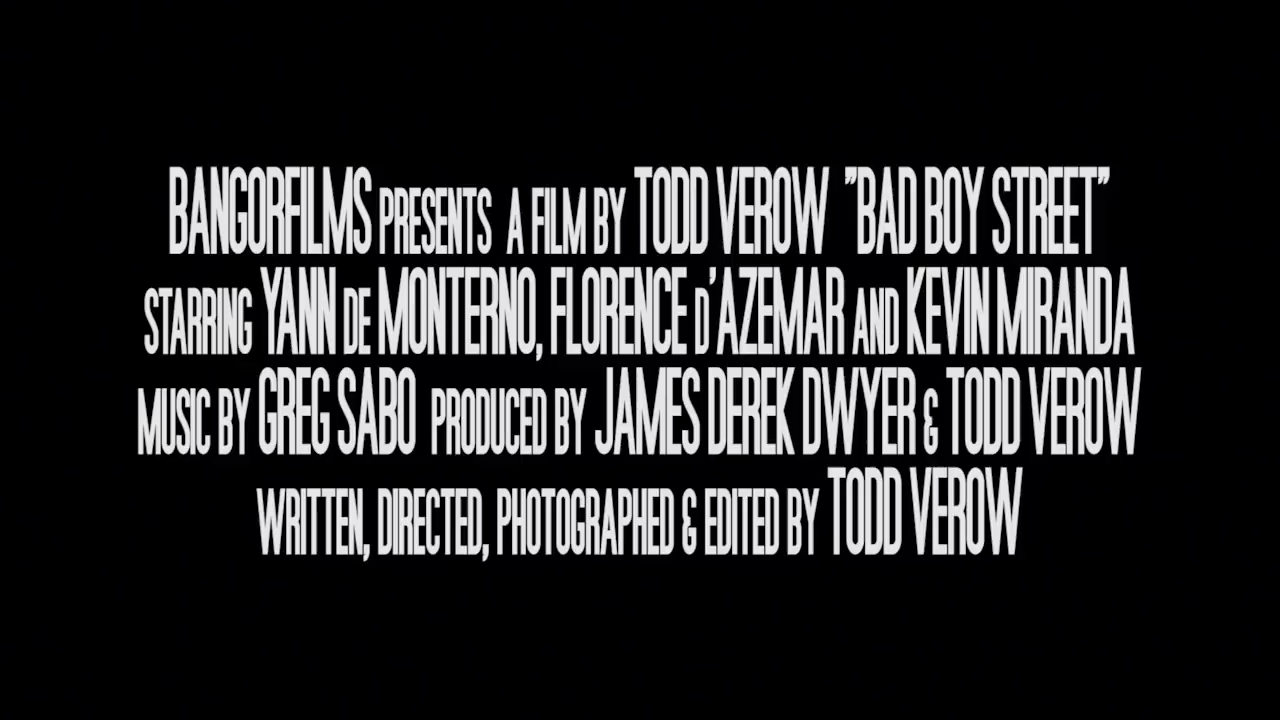 BANGORFILMS PRESENTS A FILM BY TODD VEROW "BAD BOY STREET"
STARRING YANN DE MONTERNO, FLORENCE D'AZEMAR AND KEVIN MIRANDA
MUSIC BY GREG SABO PRODUCED BY JAMES DEREK DWYER & TODD VEROW
WRITTEN, DIRECTED, PHOTOGRAPHED & EDITED BY TODD VEROW